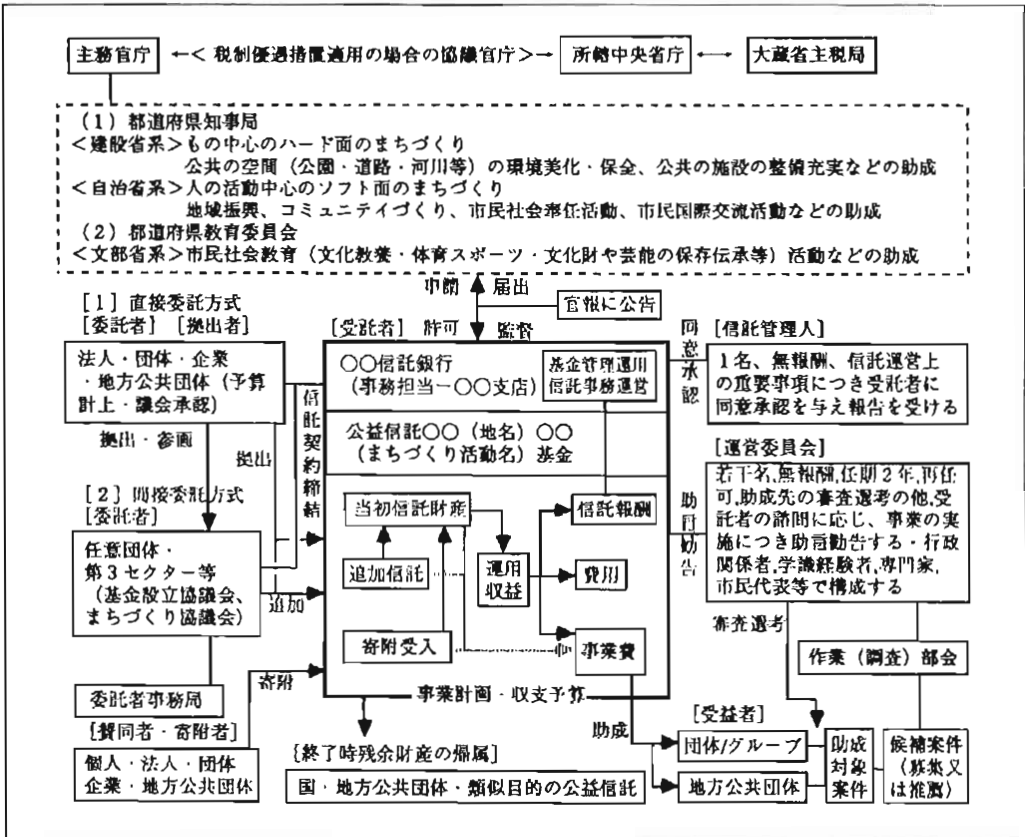 主務官庁 ←＜ 税制優遇措置適用の場合の協議官庁＞→ 所轄中央省庁 ←→ 大蔵省主税局
（１）都道府県知事局
＜建設省系＞もの中心のハード面のまちづくり
公共の空間（公園・道路・河川等）の環境美化・保全、公共の施設の整備充実などの助成
＜自治省系＞人の活動中心のソフト面のまちづくり
地域振興、コミュニテイづくり、市民社会奉仕活動、市民国際交流活動などの助成
（２）都道府県教育委員会
＜文部省系＞市民社会教育（文化教養・体育スポーツ・文化財や芸能の保存伝承等）活動などの助成
申請 届出
官報に公告
許可 監督
［１］直接委託方式
［委託者］［拠出者］
法人・団体・企業
・地方公共団体（予算
計上・議会承認）
拠出・参画
拠出
信託契約締結
［２］間接委託方式
［委託者］
任意団体・
第３セクター等
（基金設立協議会、
まちづくり協議会）
追加
委託者事務局
［賛同者・寄附者］
個人・法人・団体
企業・地方公共団体
寄附
［受託者］
〇〇信託銀行
（事務担当ー〇〇支店）
基金管理運用
信託事務運営
公益信託〇〇（地名）〇〇
（まちづくり活動名）基金
当初信託財産
追加信託
寄附受入
運用
収益
信託報酬
費用
事業費
事業計画・収支予算
［終了時残余財産の帰属］
国・地方公共団体・類似目的の公益信託
同意承認
［信託管理人］
１名、無報酬、信託運営上
の重要事項につき受託者に
同意承認を与え報告を受ける
助言勧告
［運営委員会］
若干名,無報酬,任期２年,再任
可,助成先の審査選考の他,受
託者の諮問に応じ、事業の実
施につき助言勧告する・行政
関係者,学識経験者,専門家,
市民代表等で構成する
審査選考
作業（調査）部会
助成
［受益者］
団体/グループ
地方公共団体
助成
対象
案件
候補案件
（募集又
は推薦）